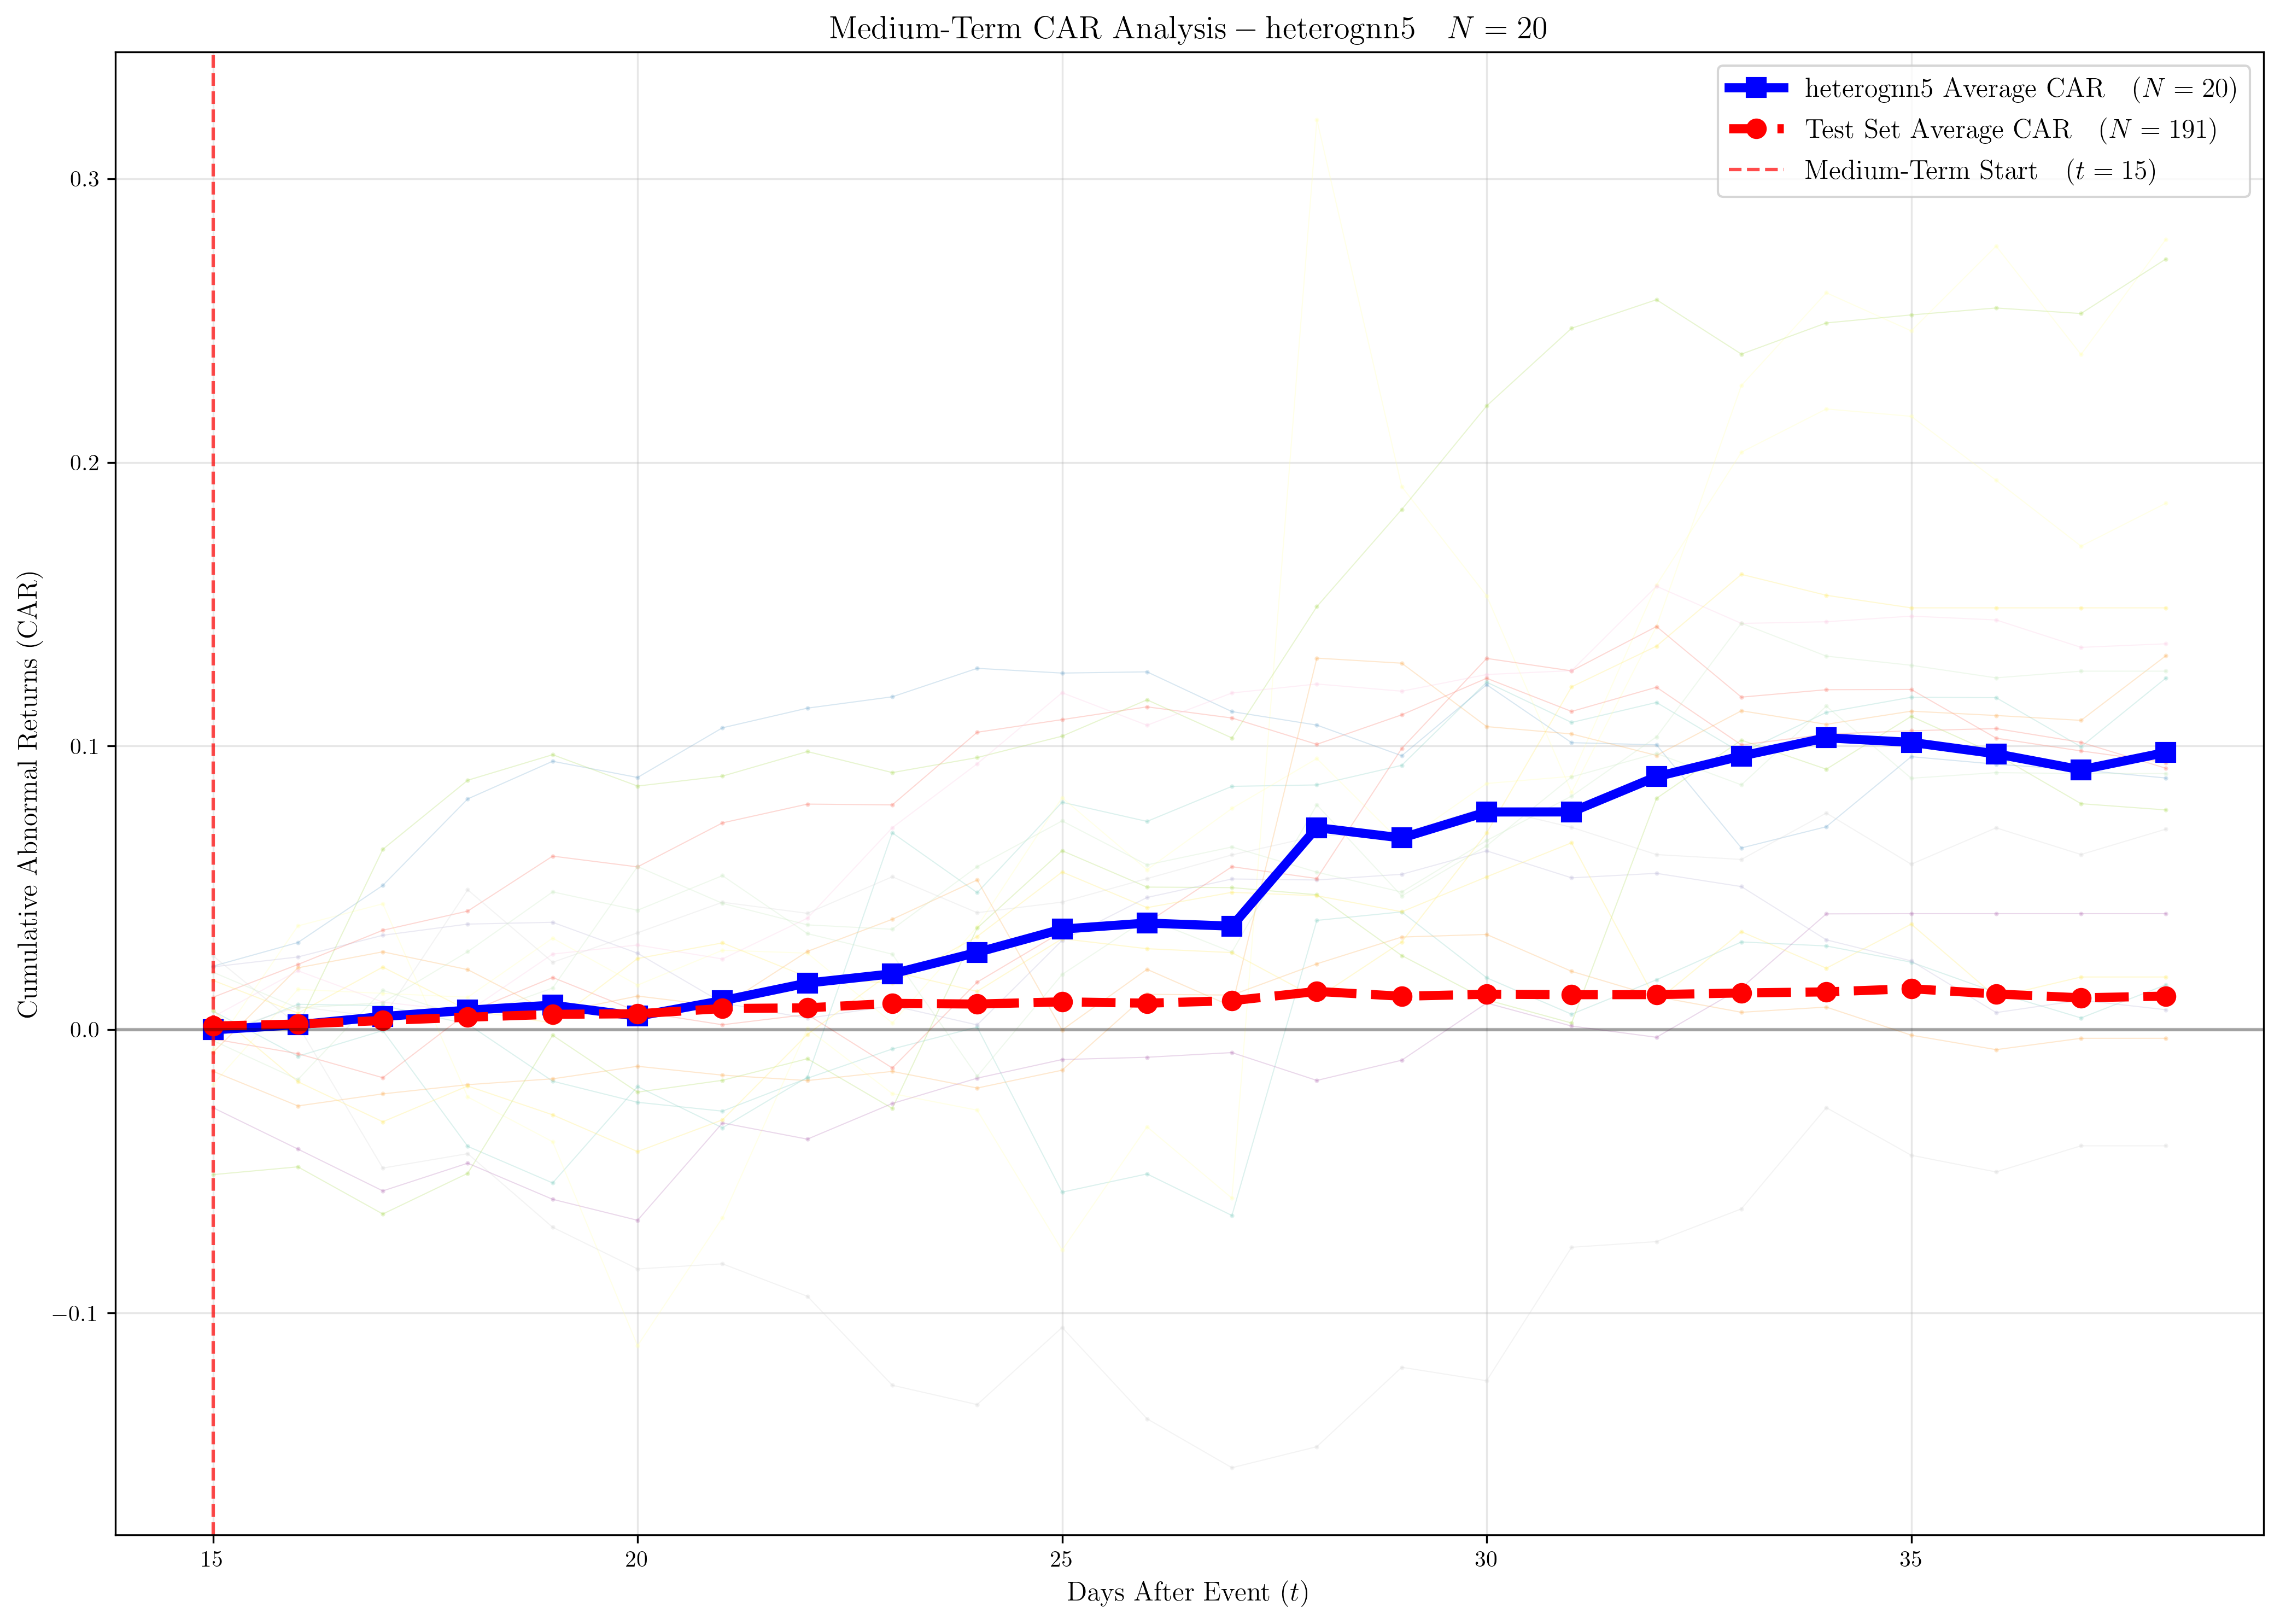 Medium-Term CAR Analysis – heterognn5 N = 20
heterognn5 Average CAR (N = 20)
Test Set Average CAR (N = 191)
Medium-Term Start (t = 15)
Cumulative Abnormal Returns (CAR)
0.3
0.2
0.1
0.0
−0.1
15 20 25 30 35
Days After Event (t)